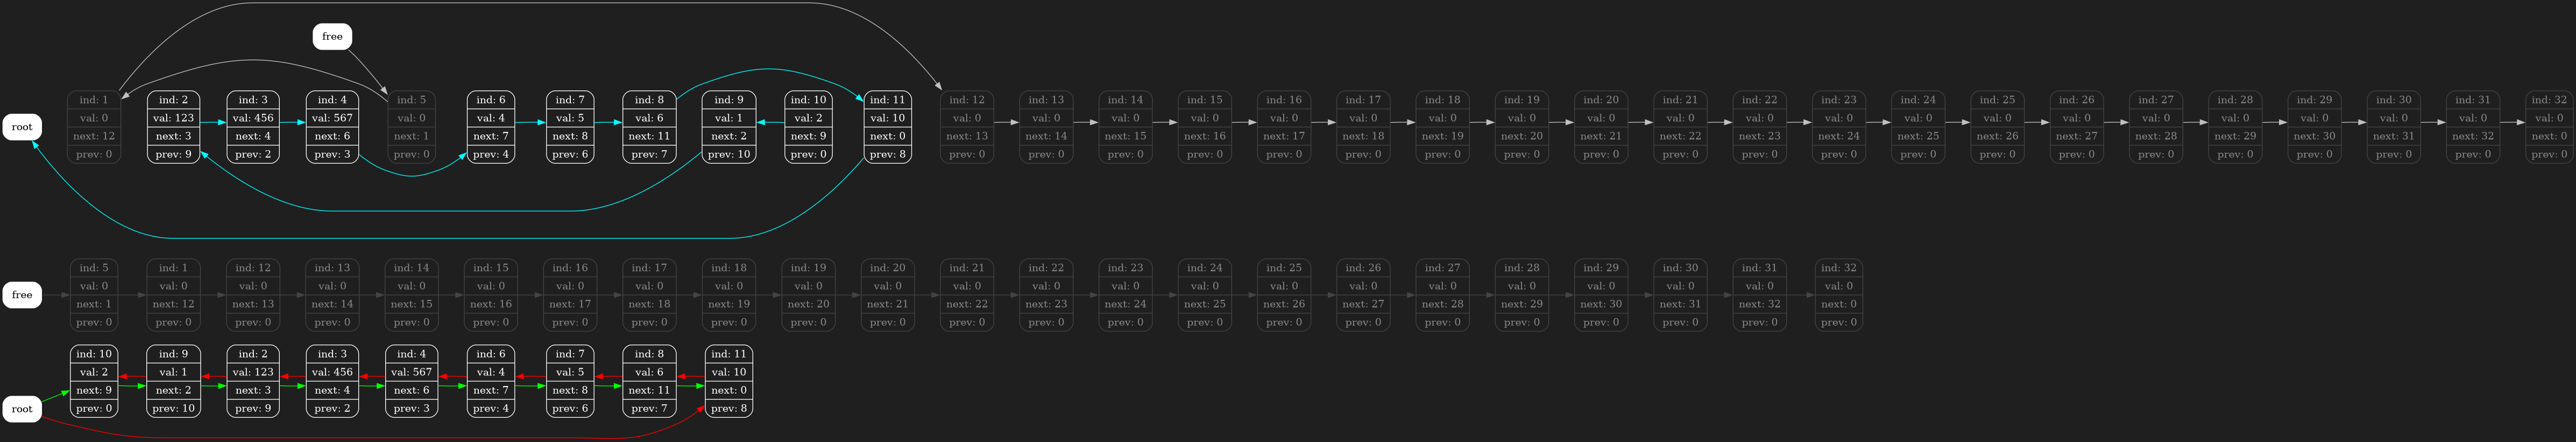 free
root
ind: 1
val: 0
next: 12
prev: 0
ind: 2
val: 123
next: 3
prev: 9
ind: 3
val: 456
next: 4
prev: 2
ind: 4
val: 567
next: 6
prev: 3
ind: 5
val: 0
next: 1
prev: 0
ind: 6
val: 4
next: 7
prev: 4
ind: 7
val: 5
next: 8
prev: 6
ind: 8
val: 6
next: 11
prev: 7
ind: 9
val: 1
next: 2
prev: 10
ind: 10
val: 2
next: 9
prev: 0
ind: 11
val: 10
next: 0
prev: 8
ind: 12
val: 0
next: 13
prev: 0
ind: 13
val: 0
next: 14
prev: 0
ind: 14
val: 0
next: 15
prev: 0
ind: 15
val: 0
next: 16
prev: 0
ind: 16
val: 0
next: 17
prev: 0
ind: 17
val: 0
next: 18
prev: 0
ind: 18
val: 0
next: 19
prev: 0
ind: 19
val: 0
next: 20
prev: 0
ind: 20
val: 0
next: 21
prev: 0
ind: 21
val: 0
next: 22
prev: 0
ind: 22
val: 0
next: 23
prev: 0
ind: 23
val: 0
next: 24
prev: 0
ind: 24
val: 0
next: 25
prev: 0
ind: 25
val: 0
next: 26
prev: 0
ind: 26
val: 0
next: 27
prev: 0
ind: 27
val: 0
next: 28
prev: 0
ind: 28
val: 0
next: 29
prev: 0
ind: 29
val: 0
next: 30
prev: 0
ind: 30
val: 0
next: 31
prev: 0
ind: 31
val: 0
next: 32
prev: 0
ind: 32
val: 0
next: 0
prev: 0
free
ind: 5
val: 0
next: 1
prev: 0
ind: 1
val: 0
next: 12
prev: 0
ind: 12
val: 0
next: 13
prev: 0
ind: 13
val: 0
next: 14
prev: 0
ind: 14
val: 0
next: 15
prev: 0
ind: 15
val: 0
next: 16
prev: 0
ind: 16
val: 0
next: 17
prev: 0
ind: 17
val: 0
next: 18
prev: 0
ind: 18
val: 0
next: 19
prev: 0
ind: 19
val: 0
next: 20
prev: 0
ind: 20
val: 0
next: 21
prev: 0
ind: 21
val: 0
next: 22
prev: 0
ind: 22
val: 0
next: 23
prev: 0
ind: 23
val: 0
next: 24
prev: 0
ind: 24
val: 0
next: 25
prev: 0
ind: 25
val: 0
next: 26
prev: 0
ind: 26
val: 0
next: 27
prev: 0
ind: 27
val: 0
next: 28
prev: 0
ind: 28
val: 0
next: 29
prev: 0
ind: 29
val: 0
next: 30
prev: 0
ind: 30
val: 0
next: 31
prev: 0
ind: 31
val: 0
next: 32
prev: 0
ind: 32
val: 0
next: 0
prev: 0
root
ind: 10
val: 2
next: 9
prev: 0
ind: 9
val: 1
next: 2
prev: 10
ind: 2
val: 123
next: 3
prev: 9
ind: 3
val: 456
next: 4
prev: 2
ind: 4
val: 567
next: 6
prev: 3
ind: 6
val: 4
next: 7
prev: 4
ind: 7
val: 5
next: 8
prev: 6
ind: 8
val: 6
next: 11
prev: 7
ind: 11
val: 10
next: 0
prev: 8